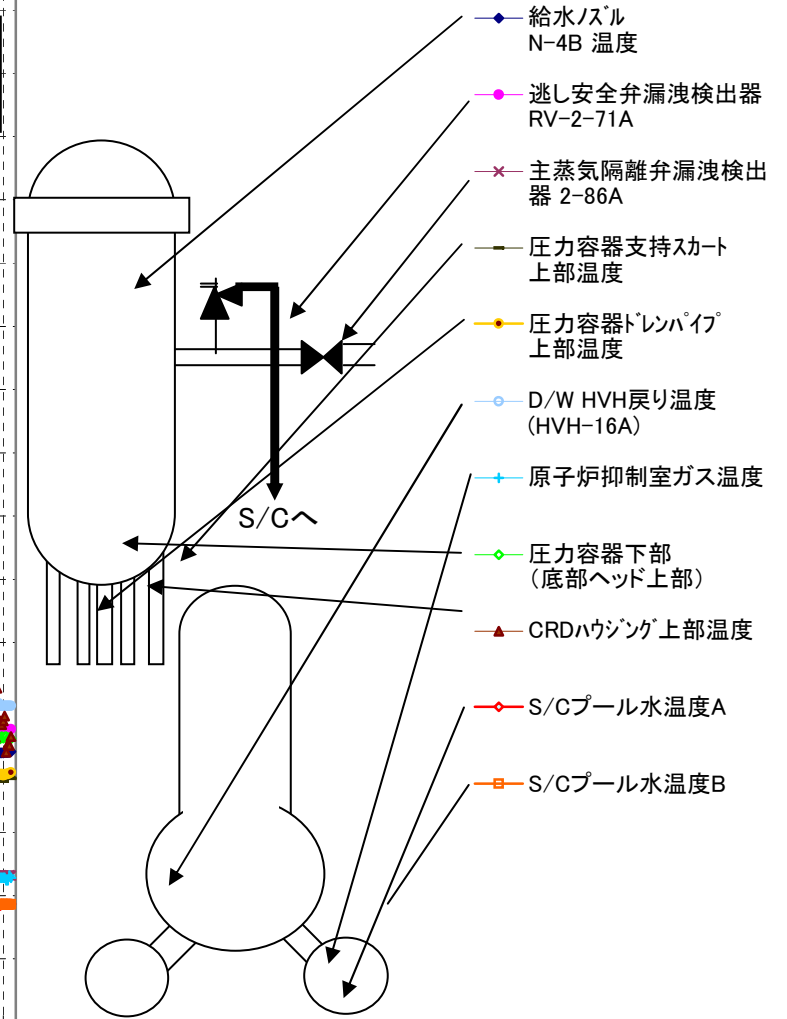 給水ノズル
N-4B 温度
逃し安全弁漏洩検出器
RV-2-71A
主蒸気隔離弁漏洩検出
器 2-86A
圧力容器支持スカート
上部温度
圧力容器ドレンパイプ
上部温度
D/W HVH戻り温度
(HVH-16A)
原子炉抑制室ガス温度
S/Cへ
圧力容器下部
(底部ヘッド上部)
CRDハウジング上部温度
S/Cプール水温度A
S/Cプール水温度B